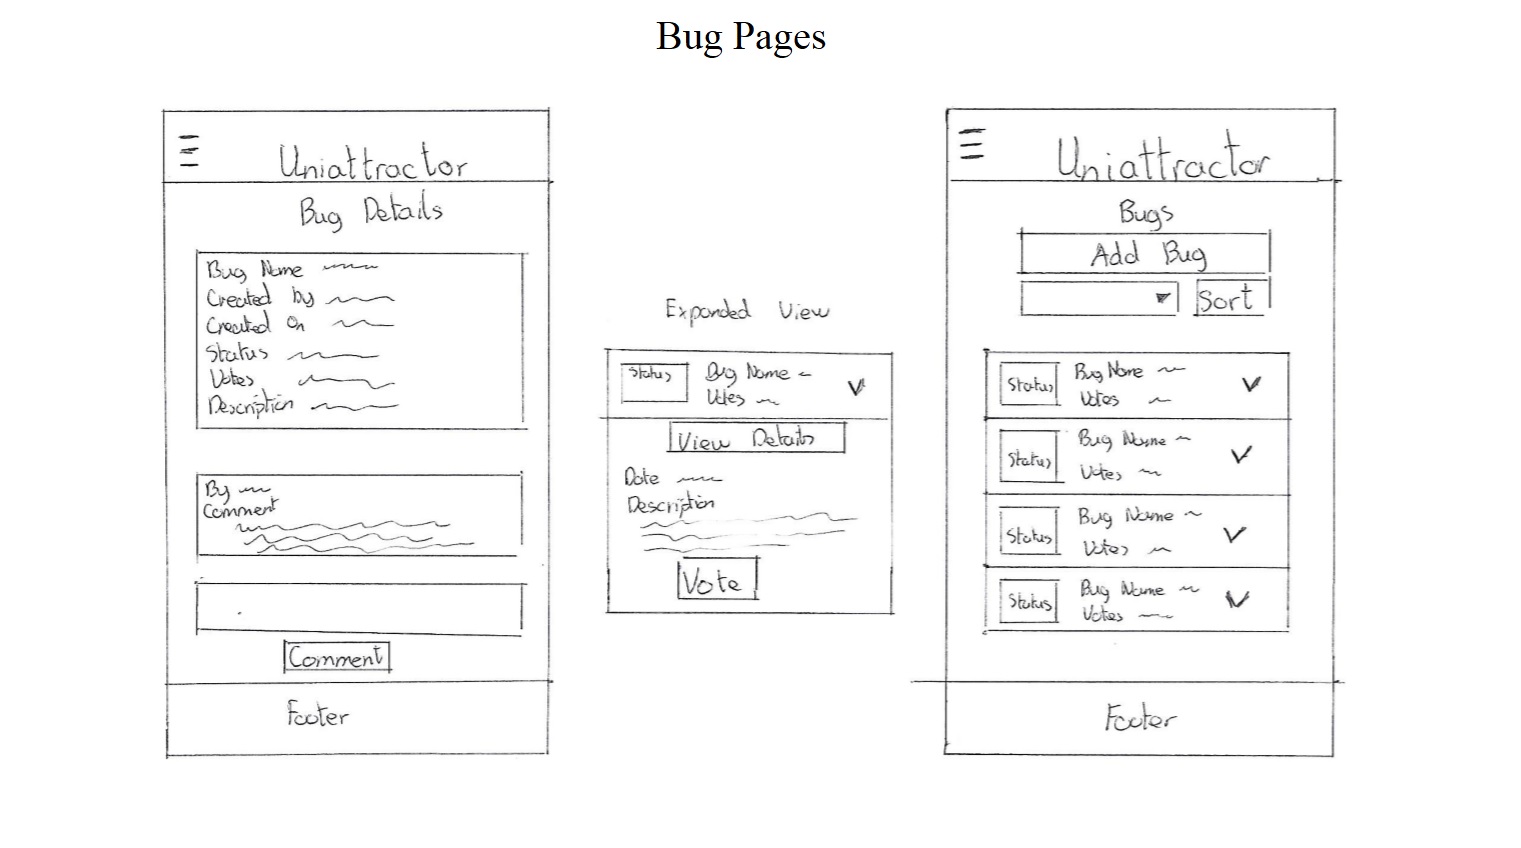 Bug Pages
Uniattractor
Bug Details
Bug Name
Created by
Created On
Status
Votes
Description
By
Comment
Comment
Footer
Expanded View
Status
Bug Name
Votes
View Details
Date
Description
Vote
Uniattractor
Bugs
Add Bug
Sort
Status
Bug Name
Votes
Status
Bug Name
Votes
Status
Bug Name
Votes
Status
Bug Name
Votes
Footer